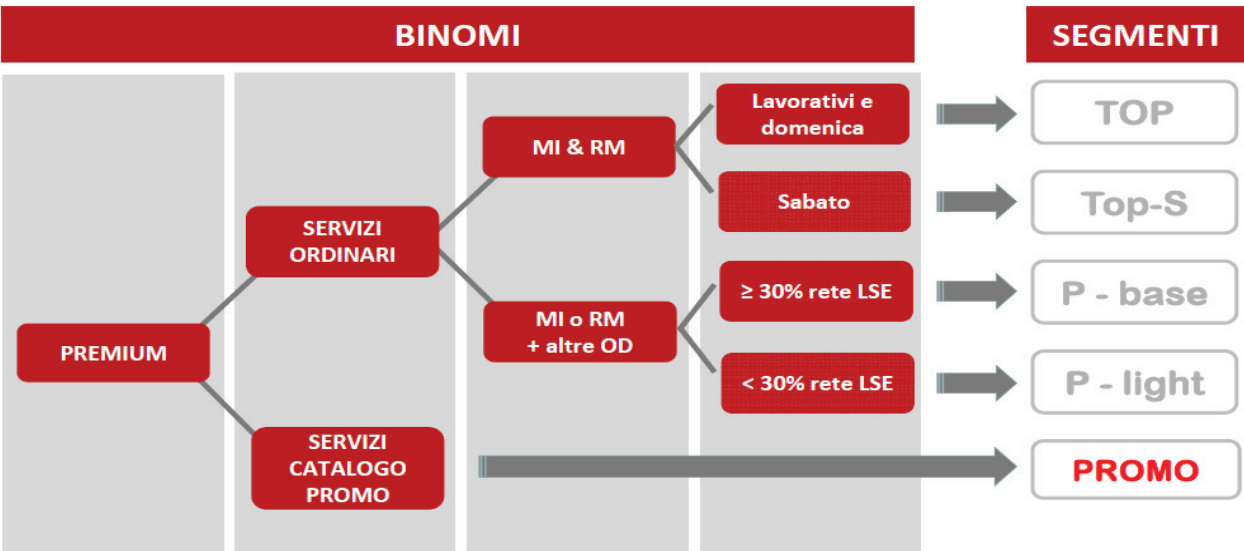 BINOMI
SEGMENTI
PREMIUM
SERVIZI
ORDINARI
SERVIZI
CATALOGO
PROMO
MI & RM
MI o RM
+ altre OD
Lavorativi e
domenica
Sabato
≥ 30% rete LSE
< 30% rete LSE
TOP
Top-S
P - base
P - light
PROMO